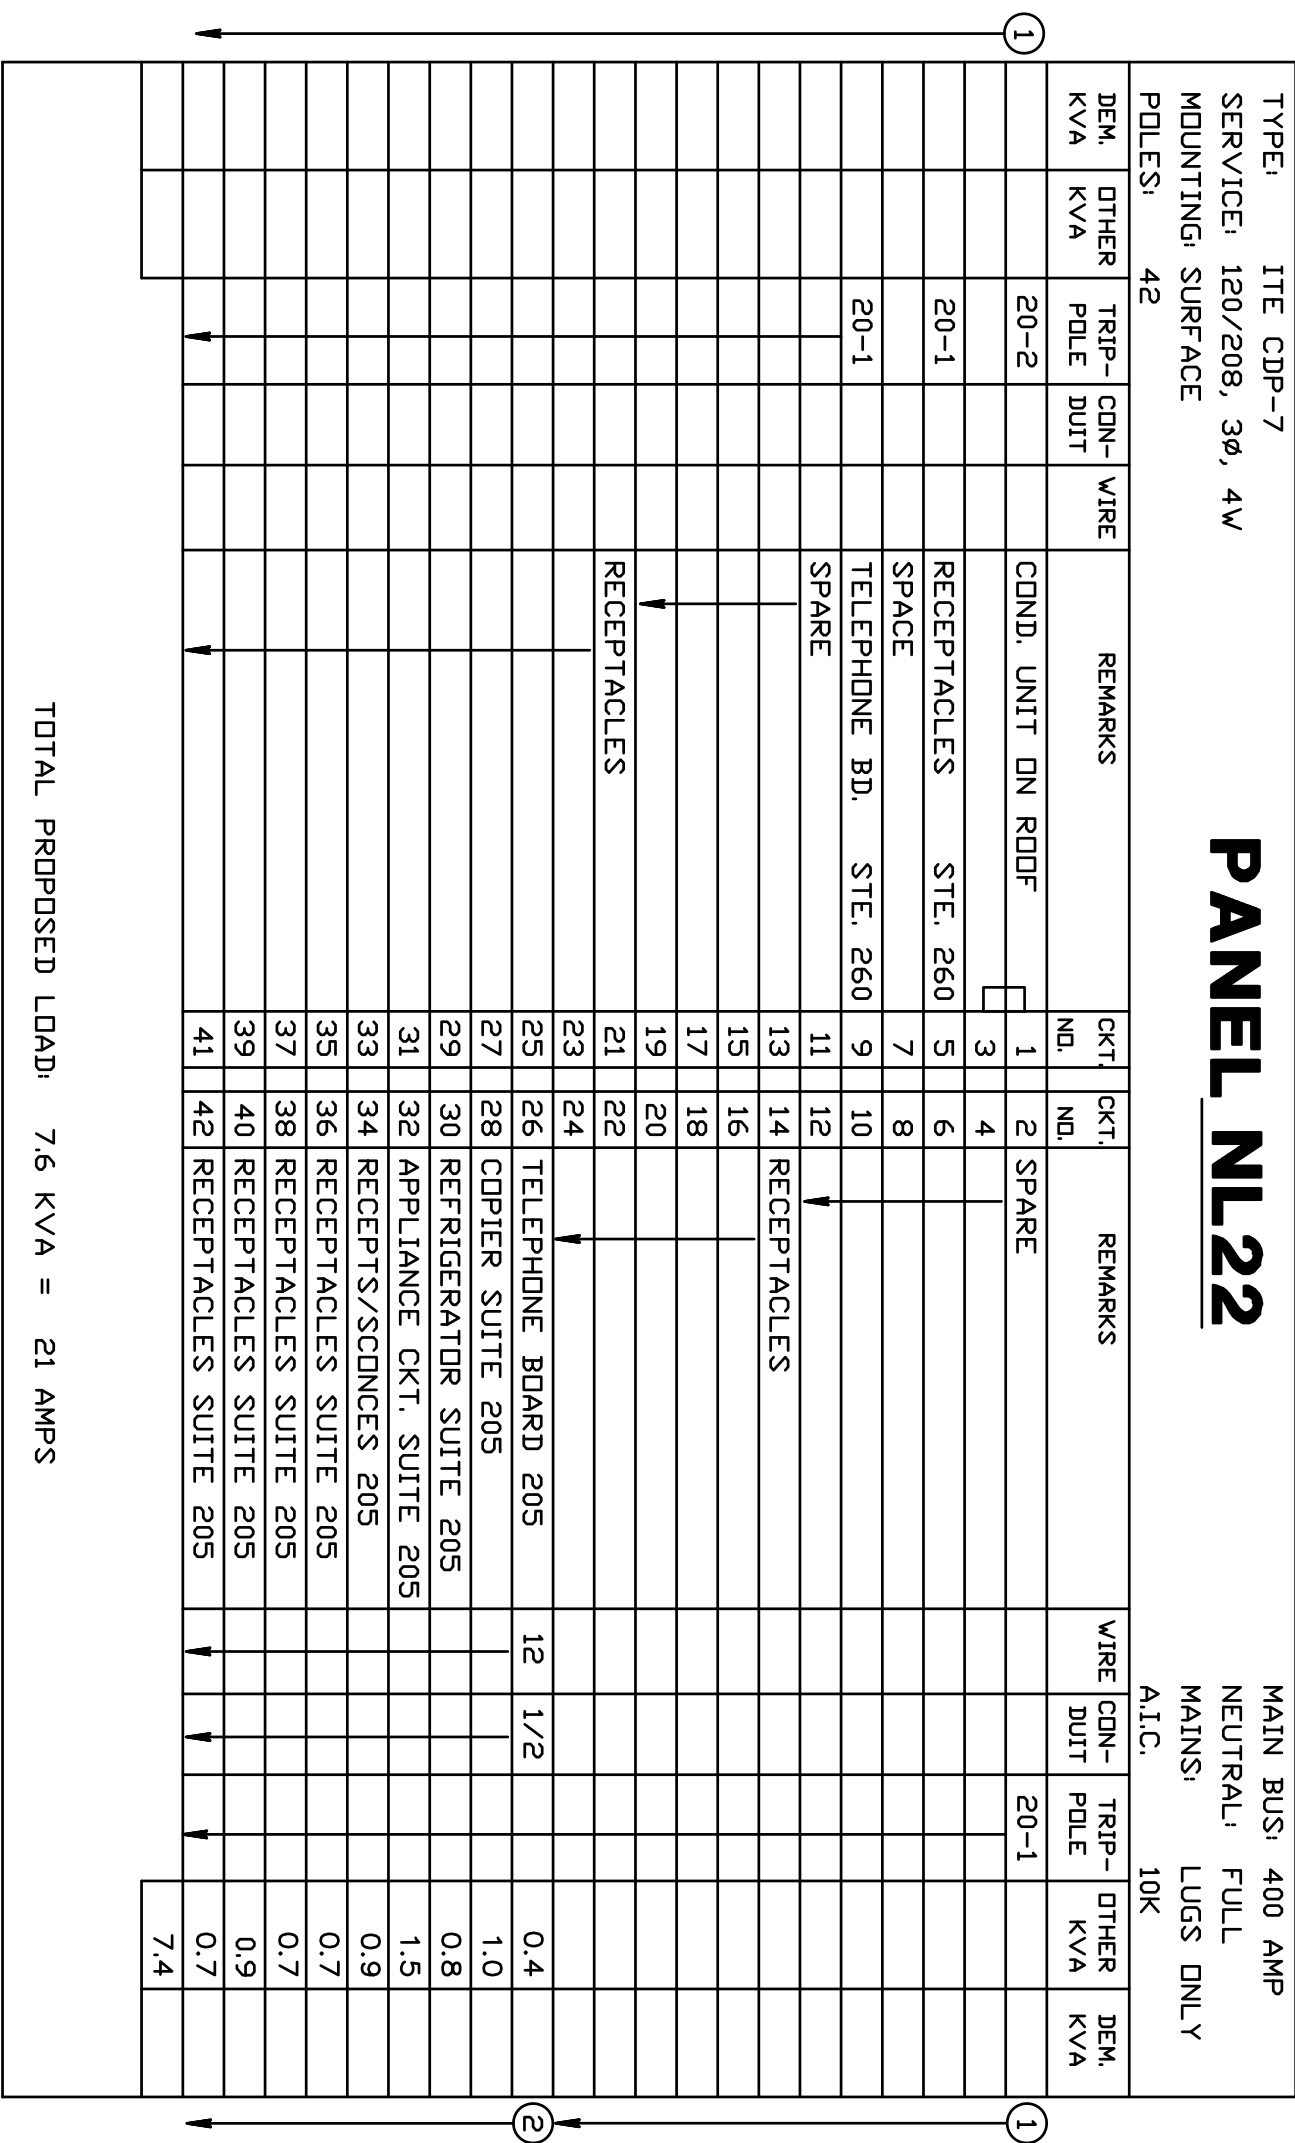 PANEL NL22
TYPE: ITE CDP-7 MAIN BUS: 400 AMP
SERVICE: 120/208, 3Ø, 4W NEUTRAL: FULL
MOUNTING: SURFACE MAINS: LUGS ONLY
POLES: 42 A.I.C. 10K
DEM. KVA OTHER KVA TRIP- POLE CON- DUIT WIRE REMARKS CKT. NO. CKT. NO. REMARKS WIRE CON- DUIT TRIP- POLE OTHER KVA DEM. KVA
1 20-2 COND. UNIT ON ROOF 1 2 SPARE 20-1 1
3 4
20-1 RECEPTACLES STE. 260 5 6
SPACE 7 8
20-1 TELEPHONE BD. STE. 260 9 10
SPARE 11 12
13 14 RECEPTACLES
15 16
17 18
19 20
RECEPTACLES 21 22
23 24
25 26 TELEPHONE BOARD 205 12 1/2 0.4 2
27 28 COPIER SUITE 205 1.0
29 30 REFRIGERATOR SUITE 205 0.8
31 32 APPLIANCE CKT. SUITE 205 1.5
33 34 RECEPTS/SCONCES 205 0.9
35 36 RECEPTACLES SUITE 205 0.7
37 38 RECEPTACLES SUITE 205 0.7
39 40 RECEPTACLES SUITE 205 0.9
41 42 RECEPTACLES SUITE 205 0.7
7.4
TOTAL PROPOSED LOAD: 7.6 KVA = 21 AMPS